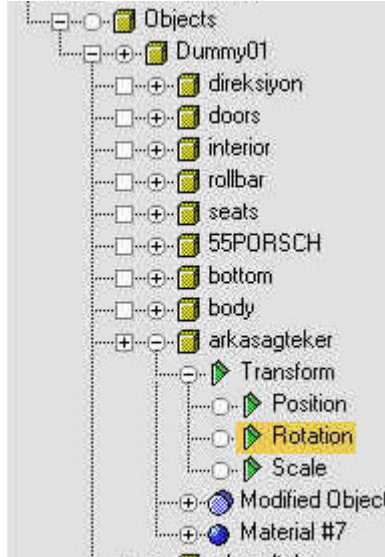 Objects
Dummy01
direksiyon
doors
interior
rollbar
seats
55PORSCH
bottom
body
arkasagteker
Transform
Position
Rotation
Scale
Modified Object
Material #7